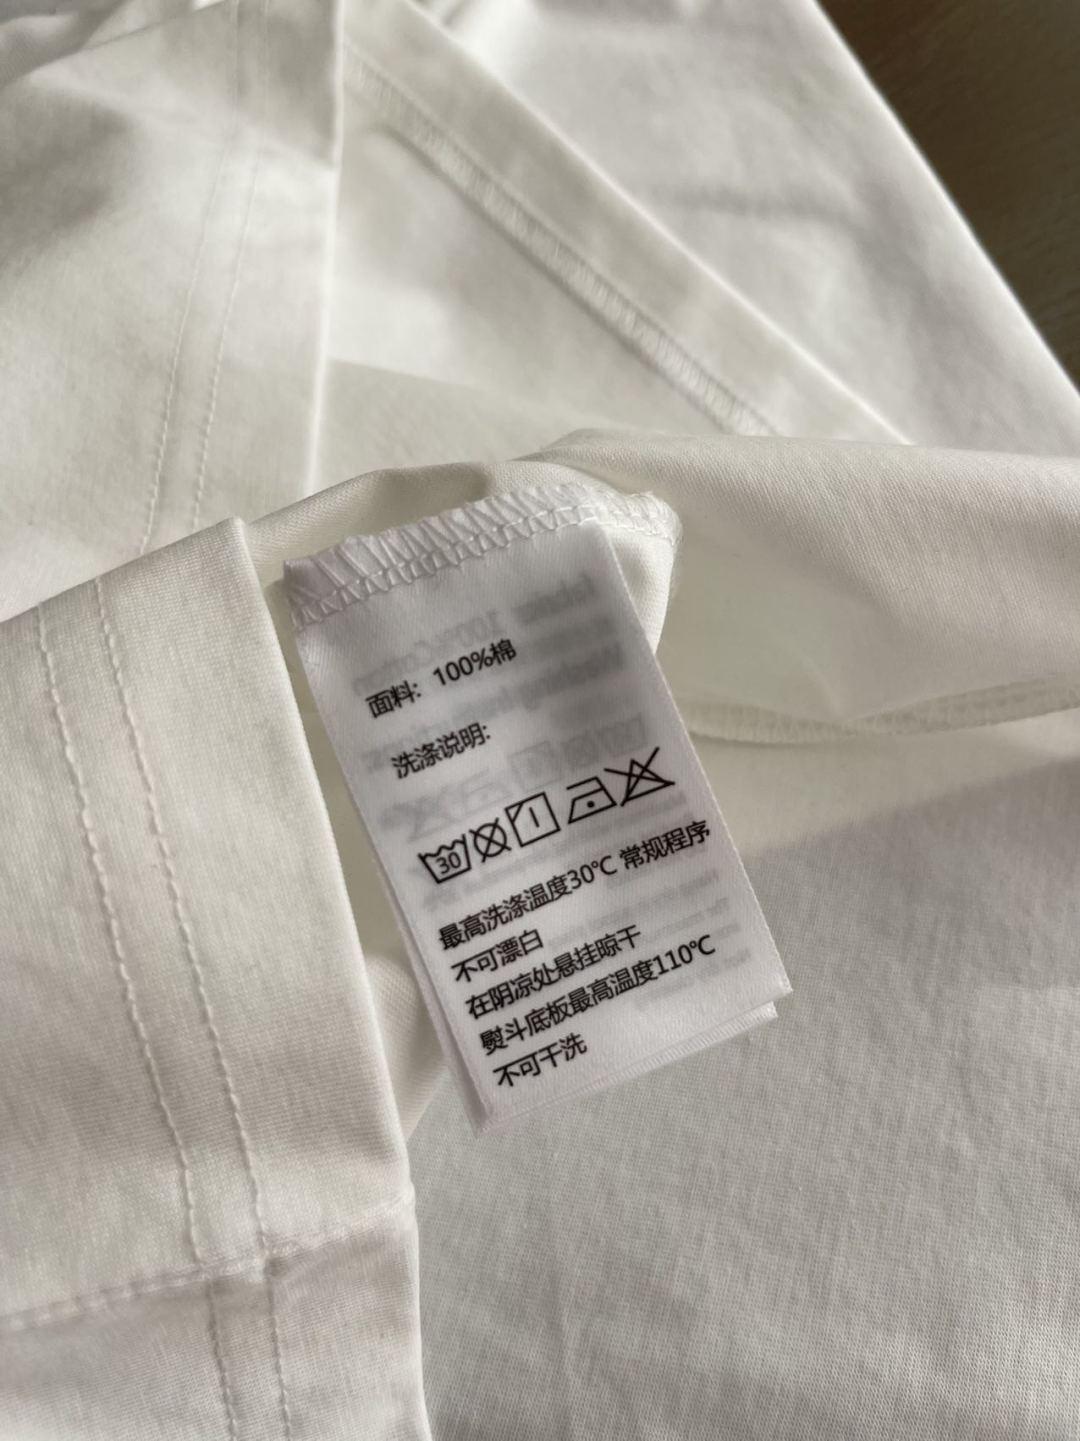 面料: 100%棉
洗涤说明:
30
最高洗涤温度30℃ 常规程序
不可漂白
在阴凉处悬挂晾干
熨斗底板最高温度110℃
不可干洗